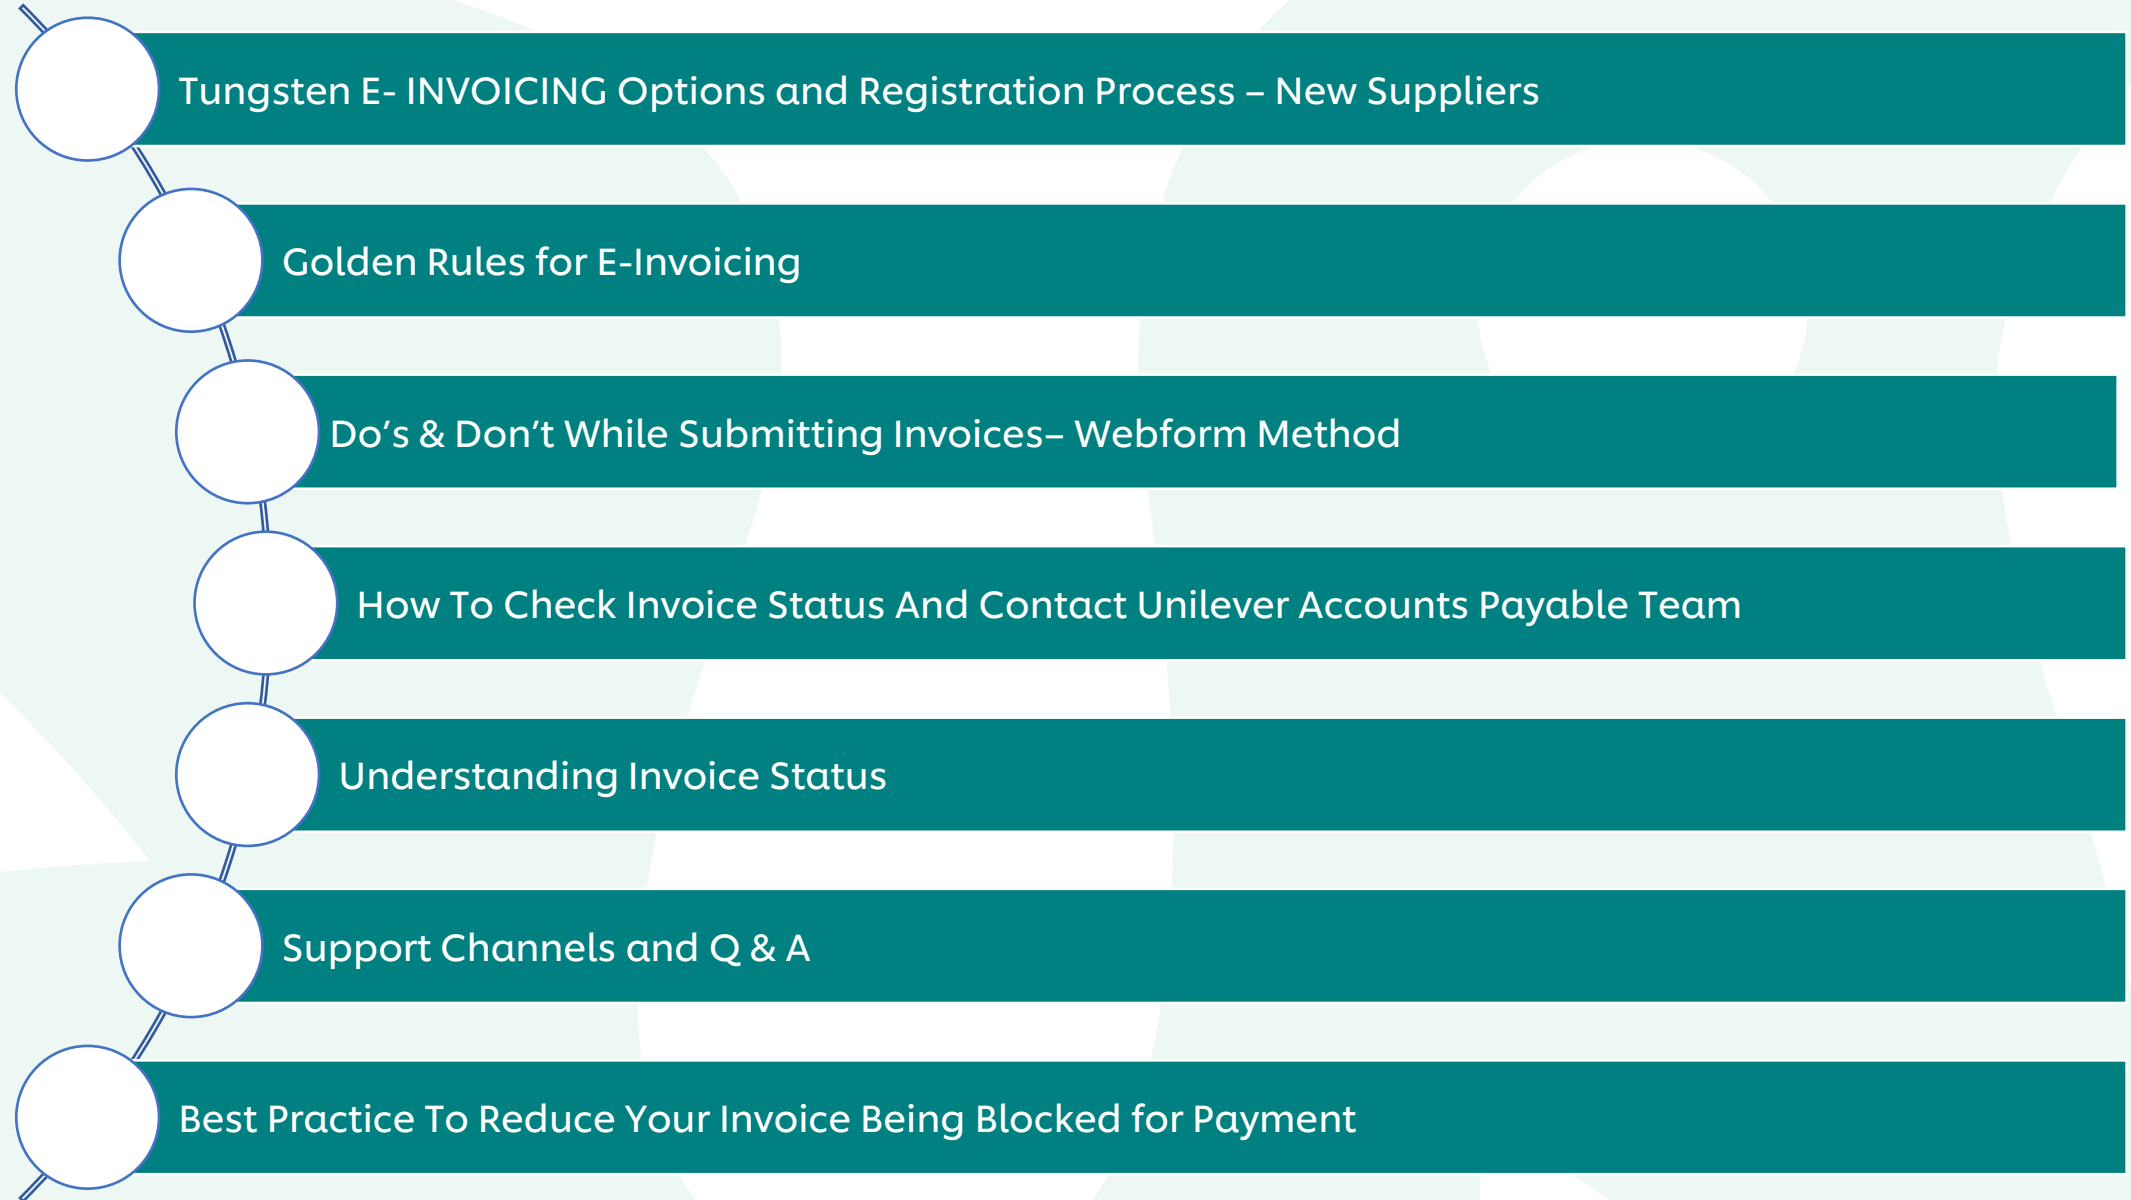 Tungsten E- INVOICING Options and Registration Process – New Suppliers
Golden Rules for E-Invoicing
Do’s & Don’t While Submitting Invoices– Webform Method
How To Check Invoice Status And Contact Unilever Accounts Payable Team
Understanding Invoice Status
Support Channels and Q & A
Best Practice To Reduce Your Invoice Being Blocked for Payment